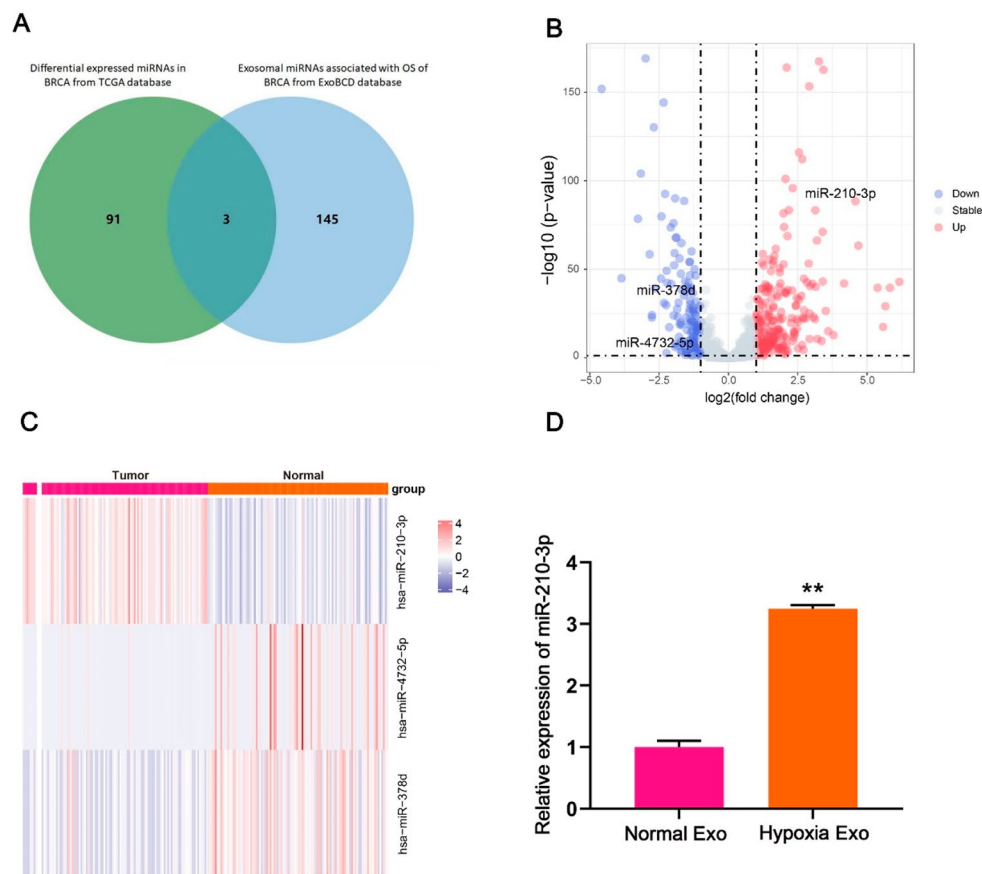 A
Differential expressed miRNAs in
BRCA from TCGA database
Exosomal miRNAs associated with OS of
BRCA from ExoBCD database
91
3
145
B
−log10 (p−value)
150
100
50
0
miR-210-3p
miR-378d
miR-4732-5p
−5.0
−2.5
0.0
2.5
5.0
log2(fold change)
Down
Stable
Up
C
Tumor
Normal
group
hsa-miR-210-3p
hsa-miR-4732-5p
hsa-miR-378d
4
2
0
−2
−4
D
Relative expression of miR-210-3p
4
3
2
1
0
**
Normal Exo
Hypoxia Exo